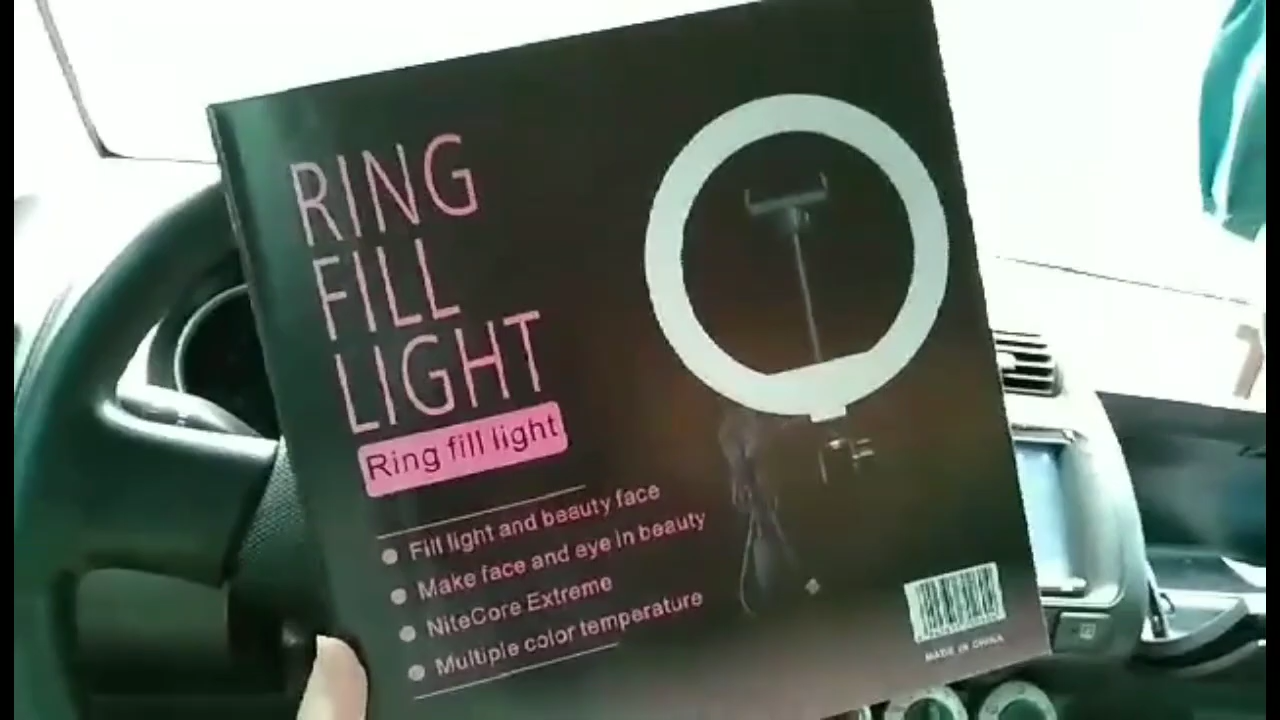 RING
FILL
LIGHT
Ring fill light
Fill light and beauty face
Make face and eye in beauty
NiteCore Extreme
Multiple color temperature
MADE IN CHINA